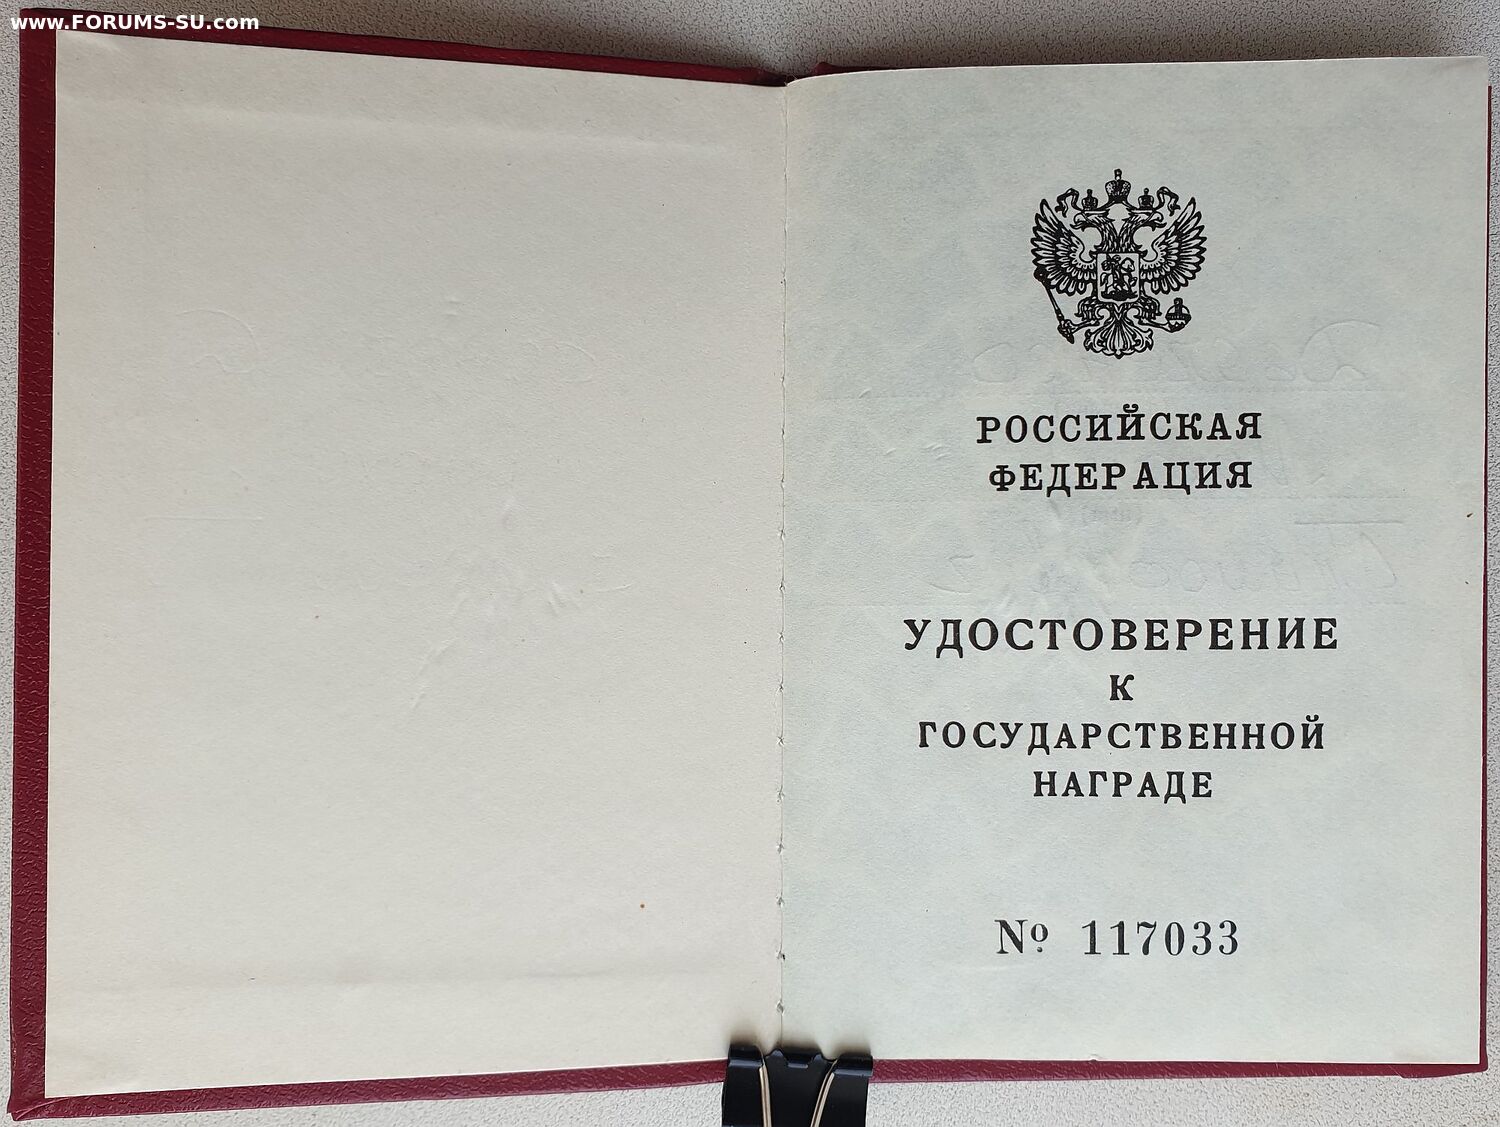 www.FORUMS-SU.com
РОССИЙСКАЯ
ФЕДЕРАЦИЯ
УДОСТОВЕРЕНИЕ
К
ГОСУДАРСТВЕННОЙ
НАГРАДЕ
№ 117033